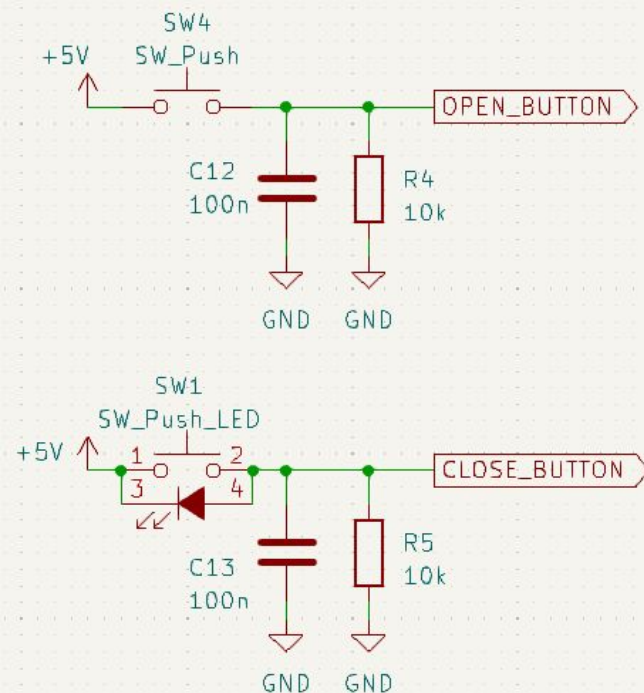 SW4
+5V SW_Push
OPEN_BUTTON
C12 R4
100n 10k
GND GND
SW1
SW_Push_LED
+5V 1 2 CLOSE_BUTTON
3 4
C13 R5
100n 10k
GND GND